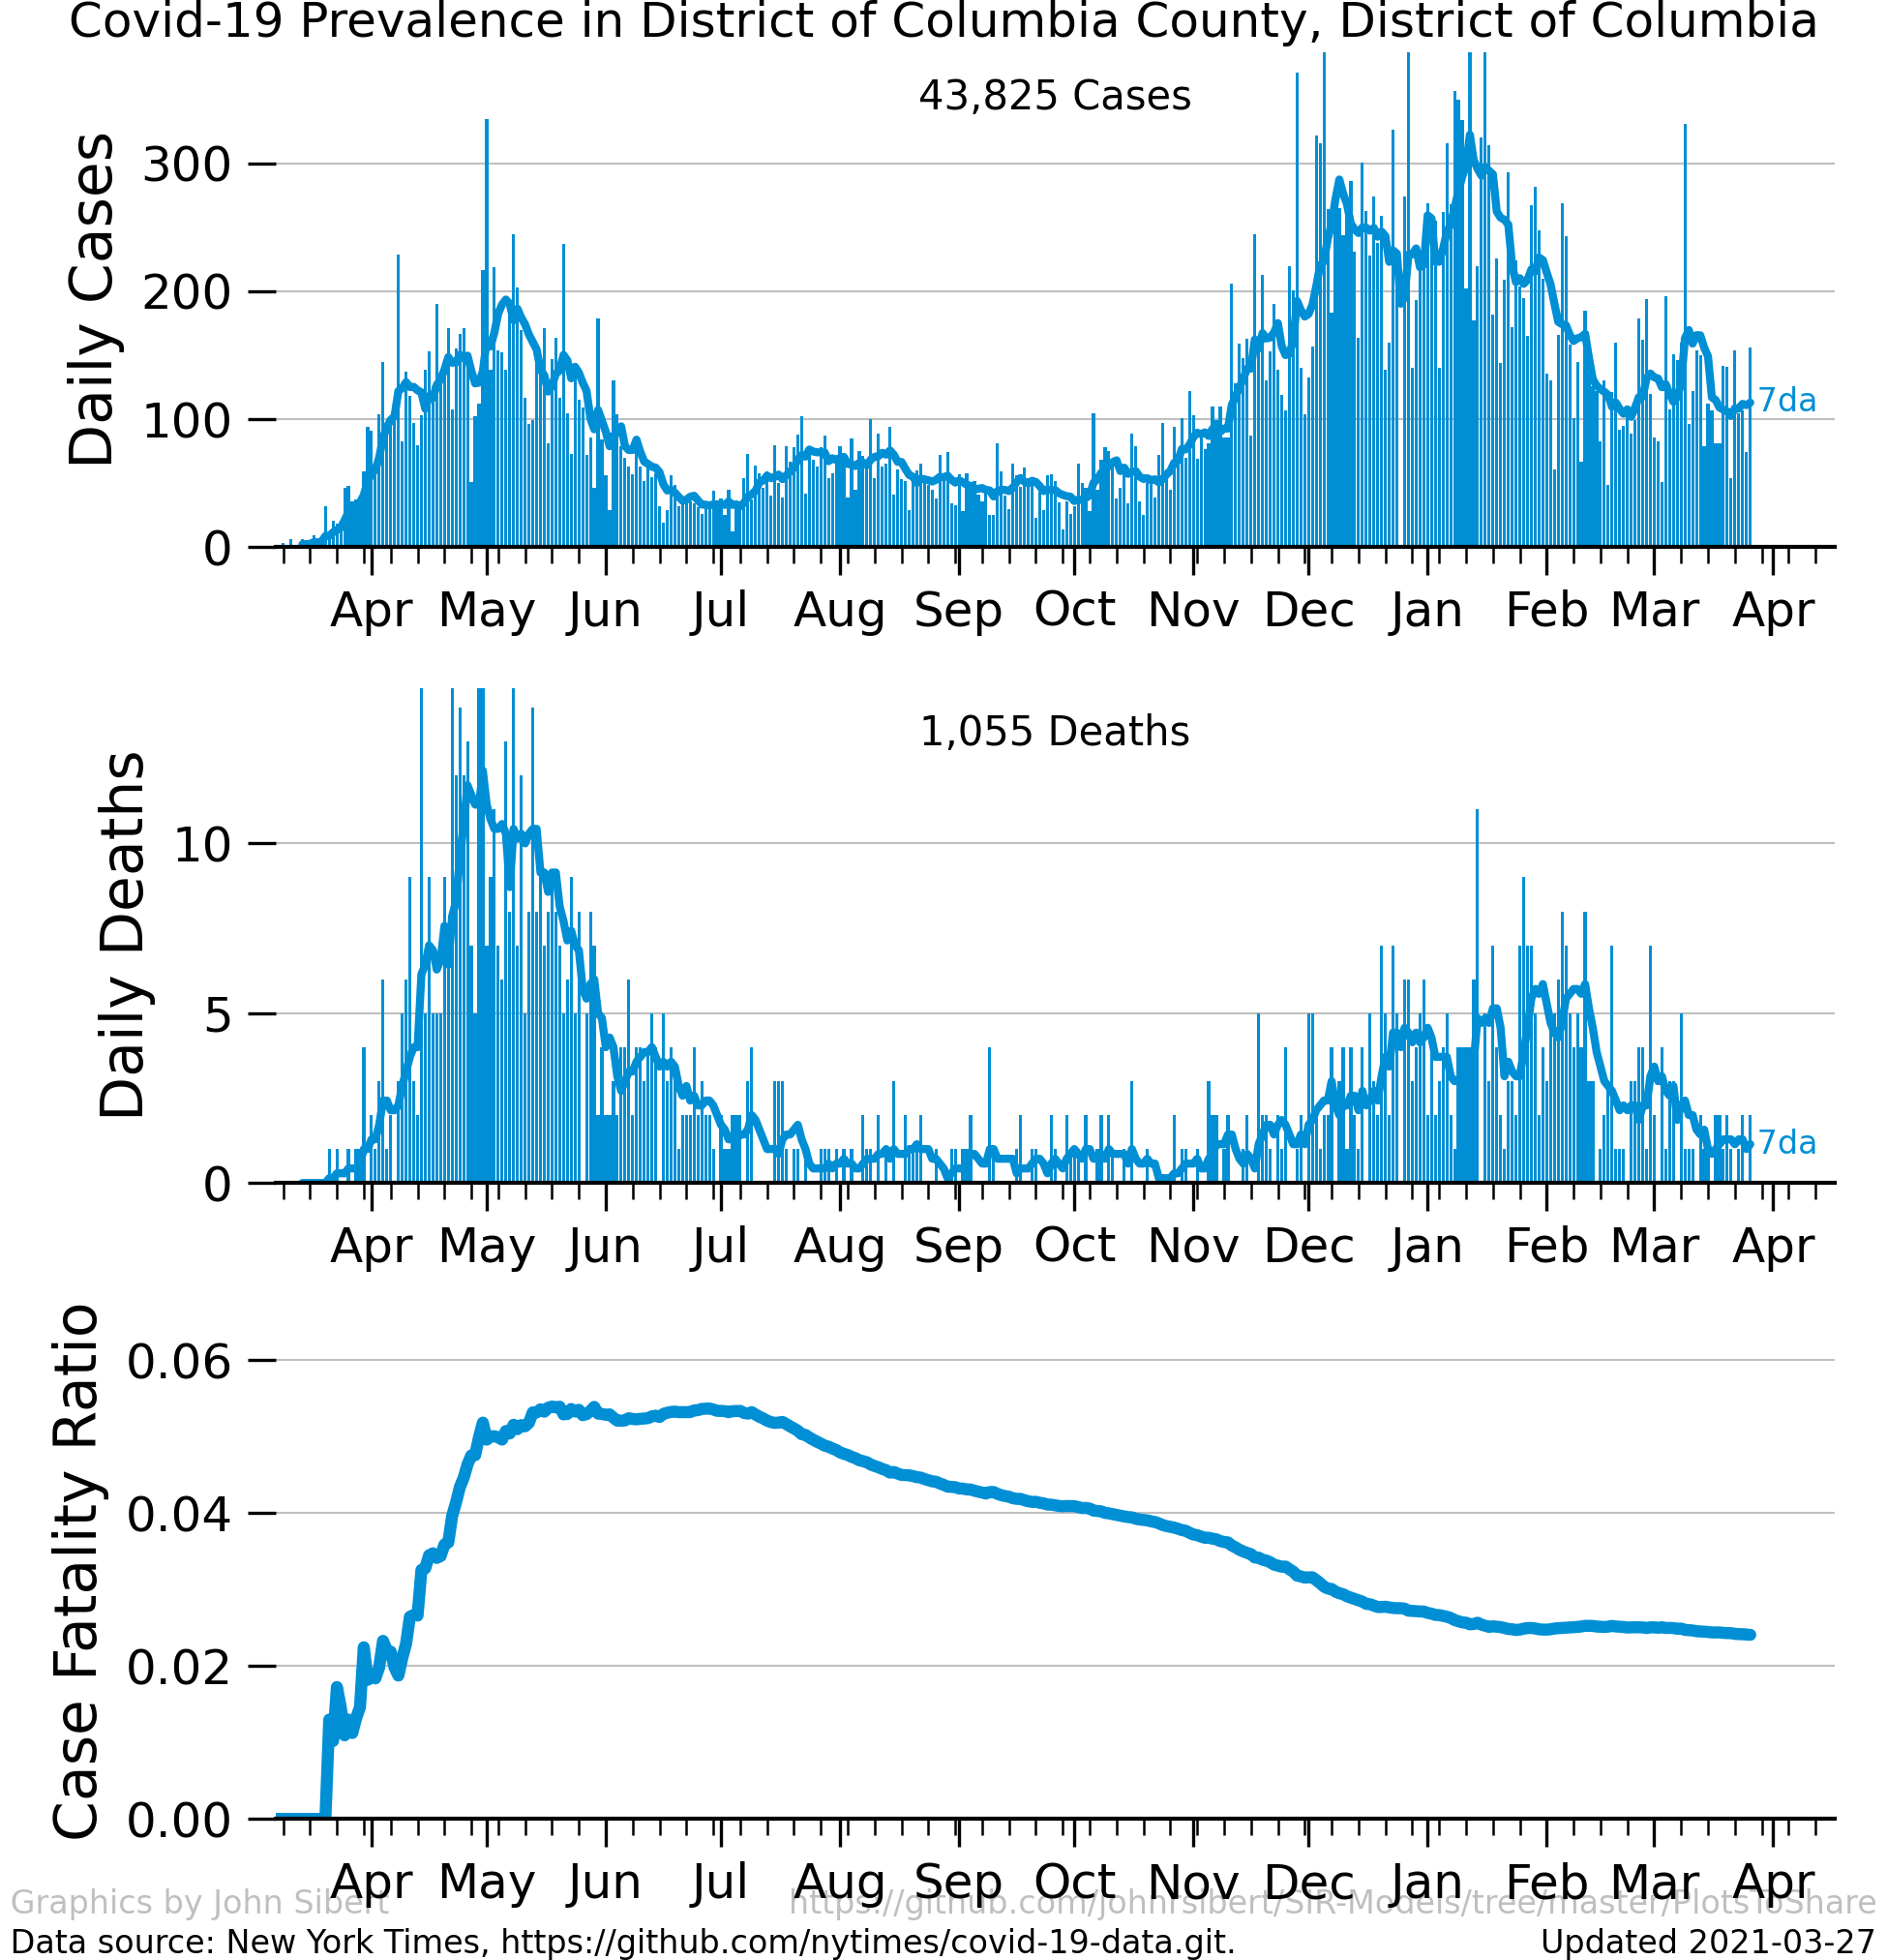 Covid-19 Prevalence in District of Columbia County, District of Columbia
43,825 Cases
Daily Cases
300
200
100
0
7da
Apr May Jun Jul Aug Sep Oct Nov Dec Jan Feb Mar Apr
1,055 Deaths
Daily Deaths
10
5
0
7da
Apr May Jun Jul Aug Sep Oct Nov Dec Jan Feb Mar Apr
Case Fatality Ratio
0.06
0.04
0.02
0.00
Apr May Jun Jul Aug Sep Oct Nov Dec Jan Feb Mar Apr
Graphics by John Sibert https://github.com/johnrsibert/SIR-Models/tree/master/PlotsToShare
Data source: New York Times, https://github.com/nytimes/covid-19-data.git. Updated 2021-03-27